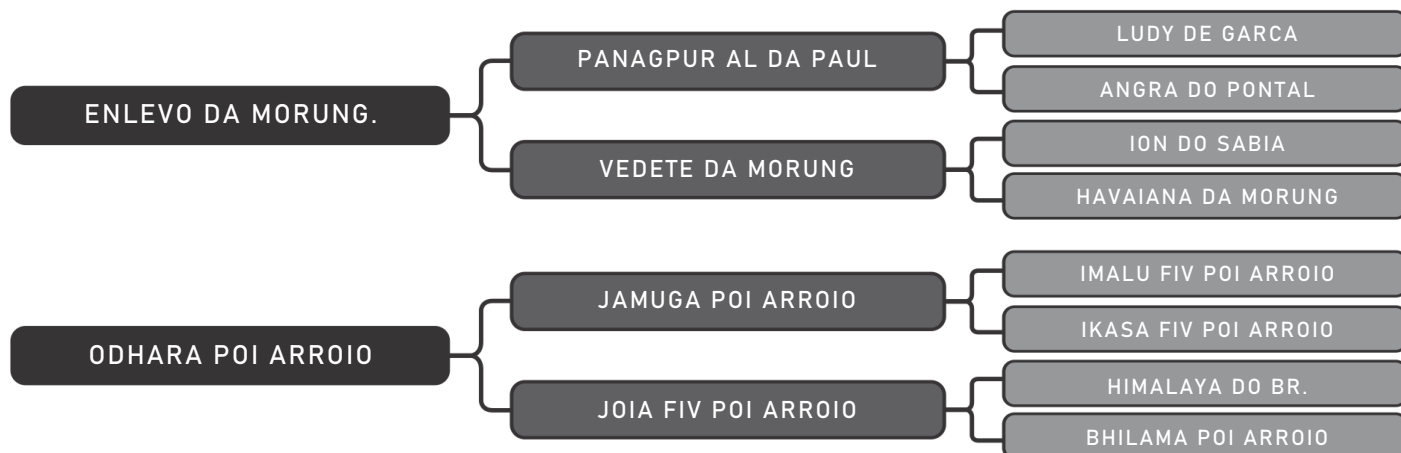 LUDY DE GARCA
PANAGPUR AL DA PAUL
ANGRA DO PONTAL
ENLEVO DA MORUNG.
ION DO SABIA
VEDETE DA MORUNG
HAVAIANA DA MORUNG
IMALU FIV POI ARROIO
JAMUGA POI ARROIO
IKASA FIV POI ARROIO
ODHARA POI ARROIO
HIMALAYA DO BR.
JOIA FIV POI ARROIO
BHILAMA POI ARROIO